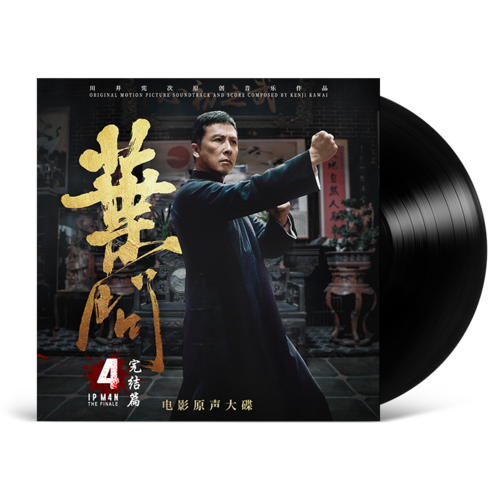 川井宪次原创音乐作品
ORIGINAL MOTION PICTURE SOUNDTRACK AND SCORE COMPOSED BY KENJI KAWAI
葉問
4
完结篇
IP M4N
THE FINALE
电影原声大碟